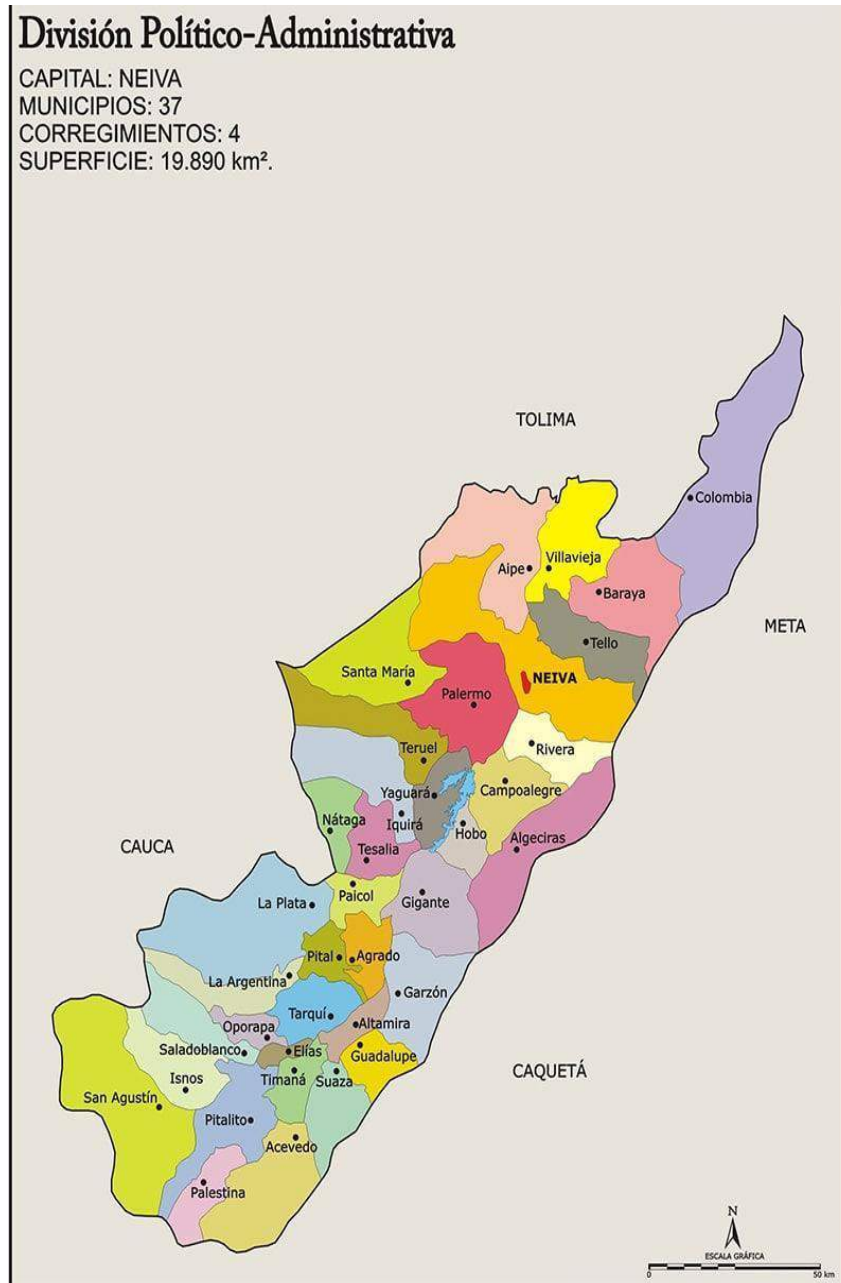 División Político-Administrativa
CAPITAL: NEIVA
MUNICIPIOS: 37
CORREGIMIENTOS: 4
SUPERFICIE: 19.890 km².
TOLIMA
Colombia
Aipe
Villavieja
Baraya
META
Tello
Santa María
NEIVA
Palermo
Rivera
Teruel
Campoalegre
Yaguará
Iquirá
Nátaga
Hobo
Algeciras
CAUCA
Tesalia
Paicol
Gigante
La Plata
Pital
Agrado
La Argentina
Garzón
Tarquí
Altamira
Oporapa
Saladoblanco
Elías
Guadalupe
Timaná
Suaza
CAQUETÁ
Isnos
San Agustín
Pitalito
Acevedo
Palestina
N
ESCALA GRÁFICA
0 50 km